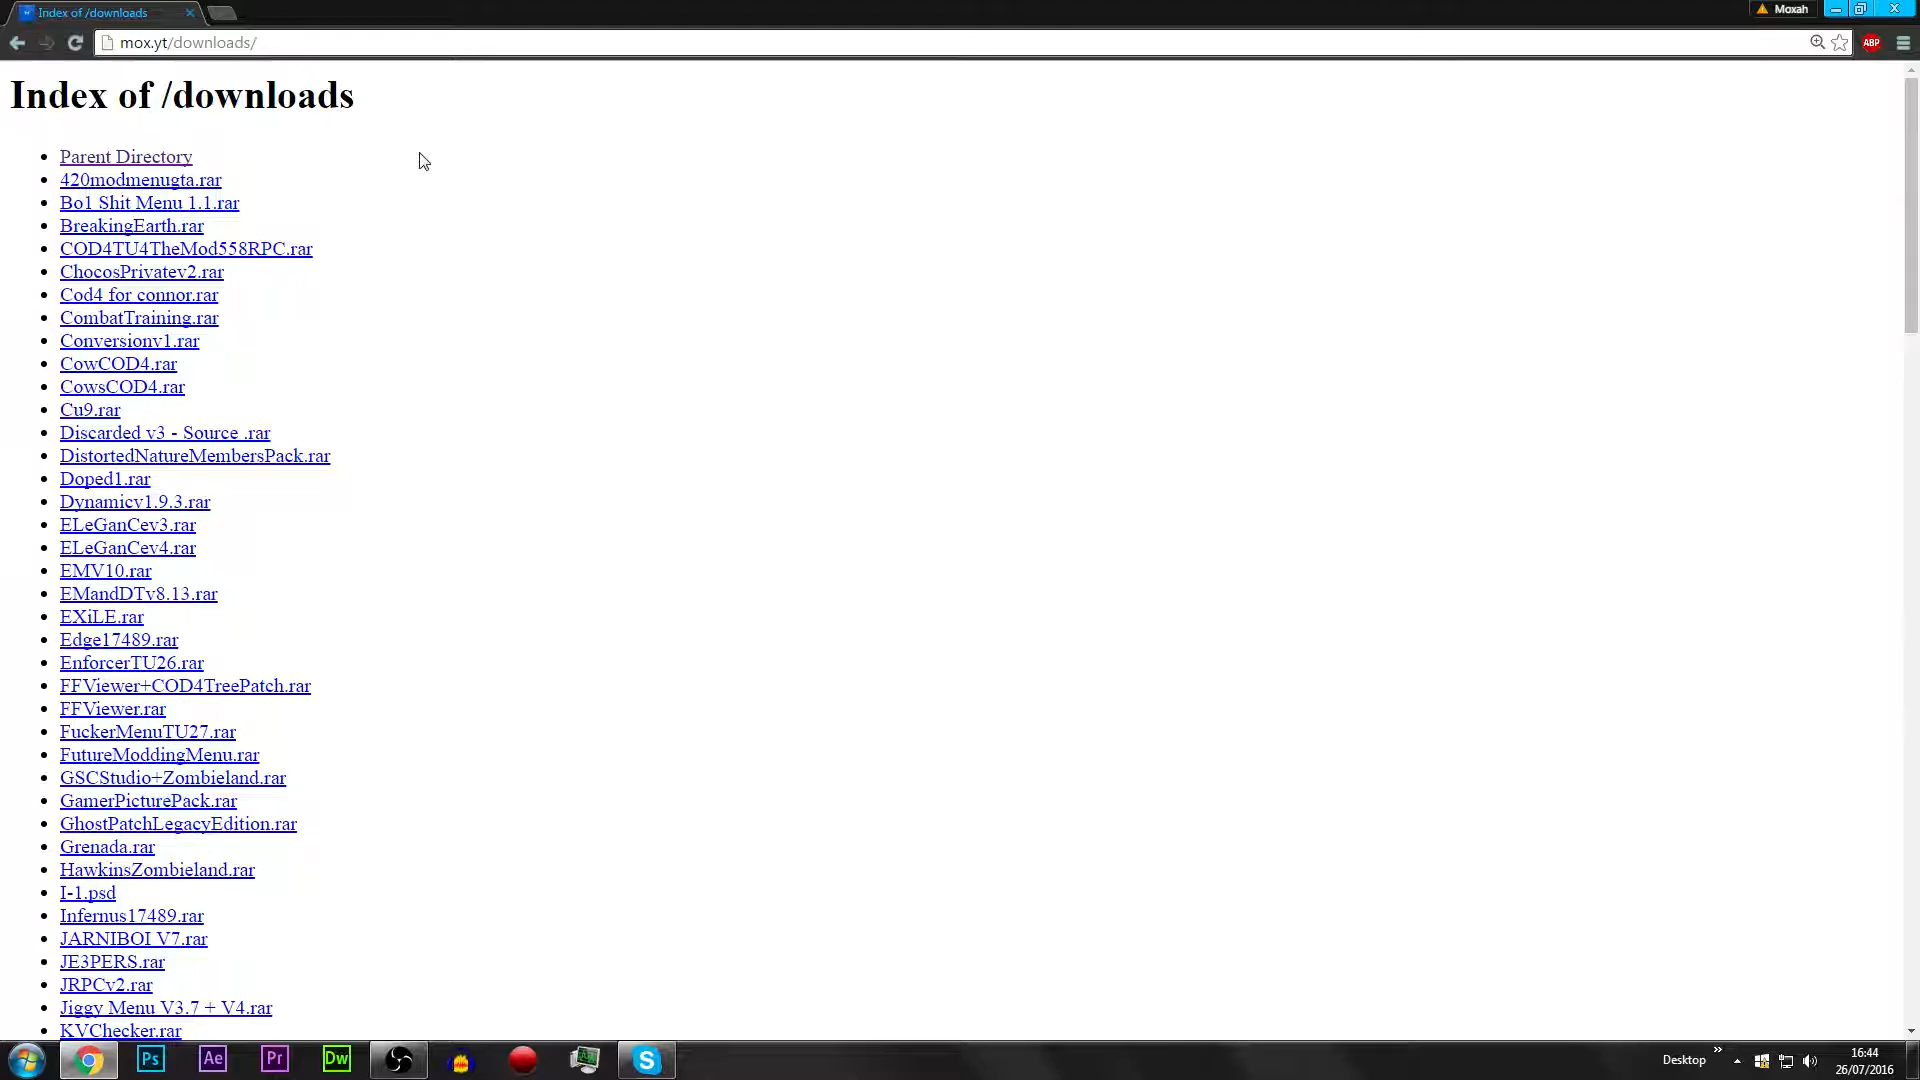 Index of /downloads
Moxah
mox.yt/downloads/
ABP
Index of /downloads
Parent Directory
420modmenugta.rar
Bo1 Shit Menu 1.1.rar
BreakingEarth.rar
COD4TU4TheMod558RPC.rar
ChocosPrivatev2.rar
Cod4 for connor.rar
CombatTraining.rar
Conversionv1.rar
CowCOD4.rar
CowsCOD4.rar
Cu9.rar
Discarded v3 - Source .rar
DistortedNatureMembersPack.rar
Doped1.rar
Dynamicv1.9.3.rar
ELeGanCev3.rar
ELeGanCev4.rar
EMV10.rar
EMandDTv8.13.rar
EXiLE.rar
Edge17489.rar
EnforcerTU26.rar
FFViewer+COD4TreePatch.rar
FFViewer.rar
FuckerMenuTU27.rar
FutureModdingMenu.rar
GSCStudio+Zombieland.rar
GamerPicturePack.rar
GhostPatchLegacyEdition.rar
Grenada.rar
HawkinsZombieland.rar
I-1.psd
Infernus17489.rar
JARNIBOI V7.rar
JE3PERS.rar
JRPCv2.rar
Jiggy Menu V3.7 + V4.rar
KVChecker.rar
Ps
Ae
Pr
Dw
Desktop
16:44
26/07/2016